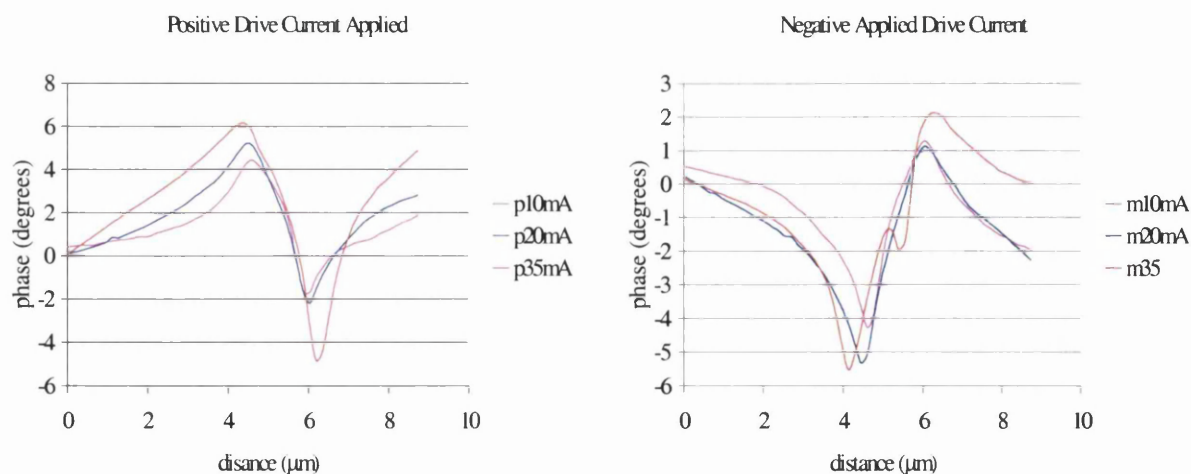 Positive Drive Current Applied
8
6
4
2
0
-2
-4
-6
phase (degrees)
0 2 4 6 8 10
disance (µm)
p10mA
p20mA
p35mA
Negative Applied Drive Current
3
2
1
0
-1
-2
-3
-4
-5
-6
phase (degrees)
0 2 4 6 8 10
distance (µm)
m10mA
m20mA
m35